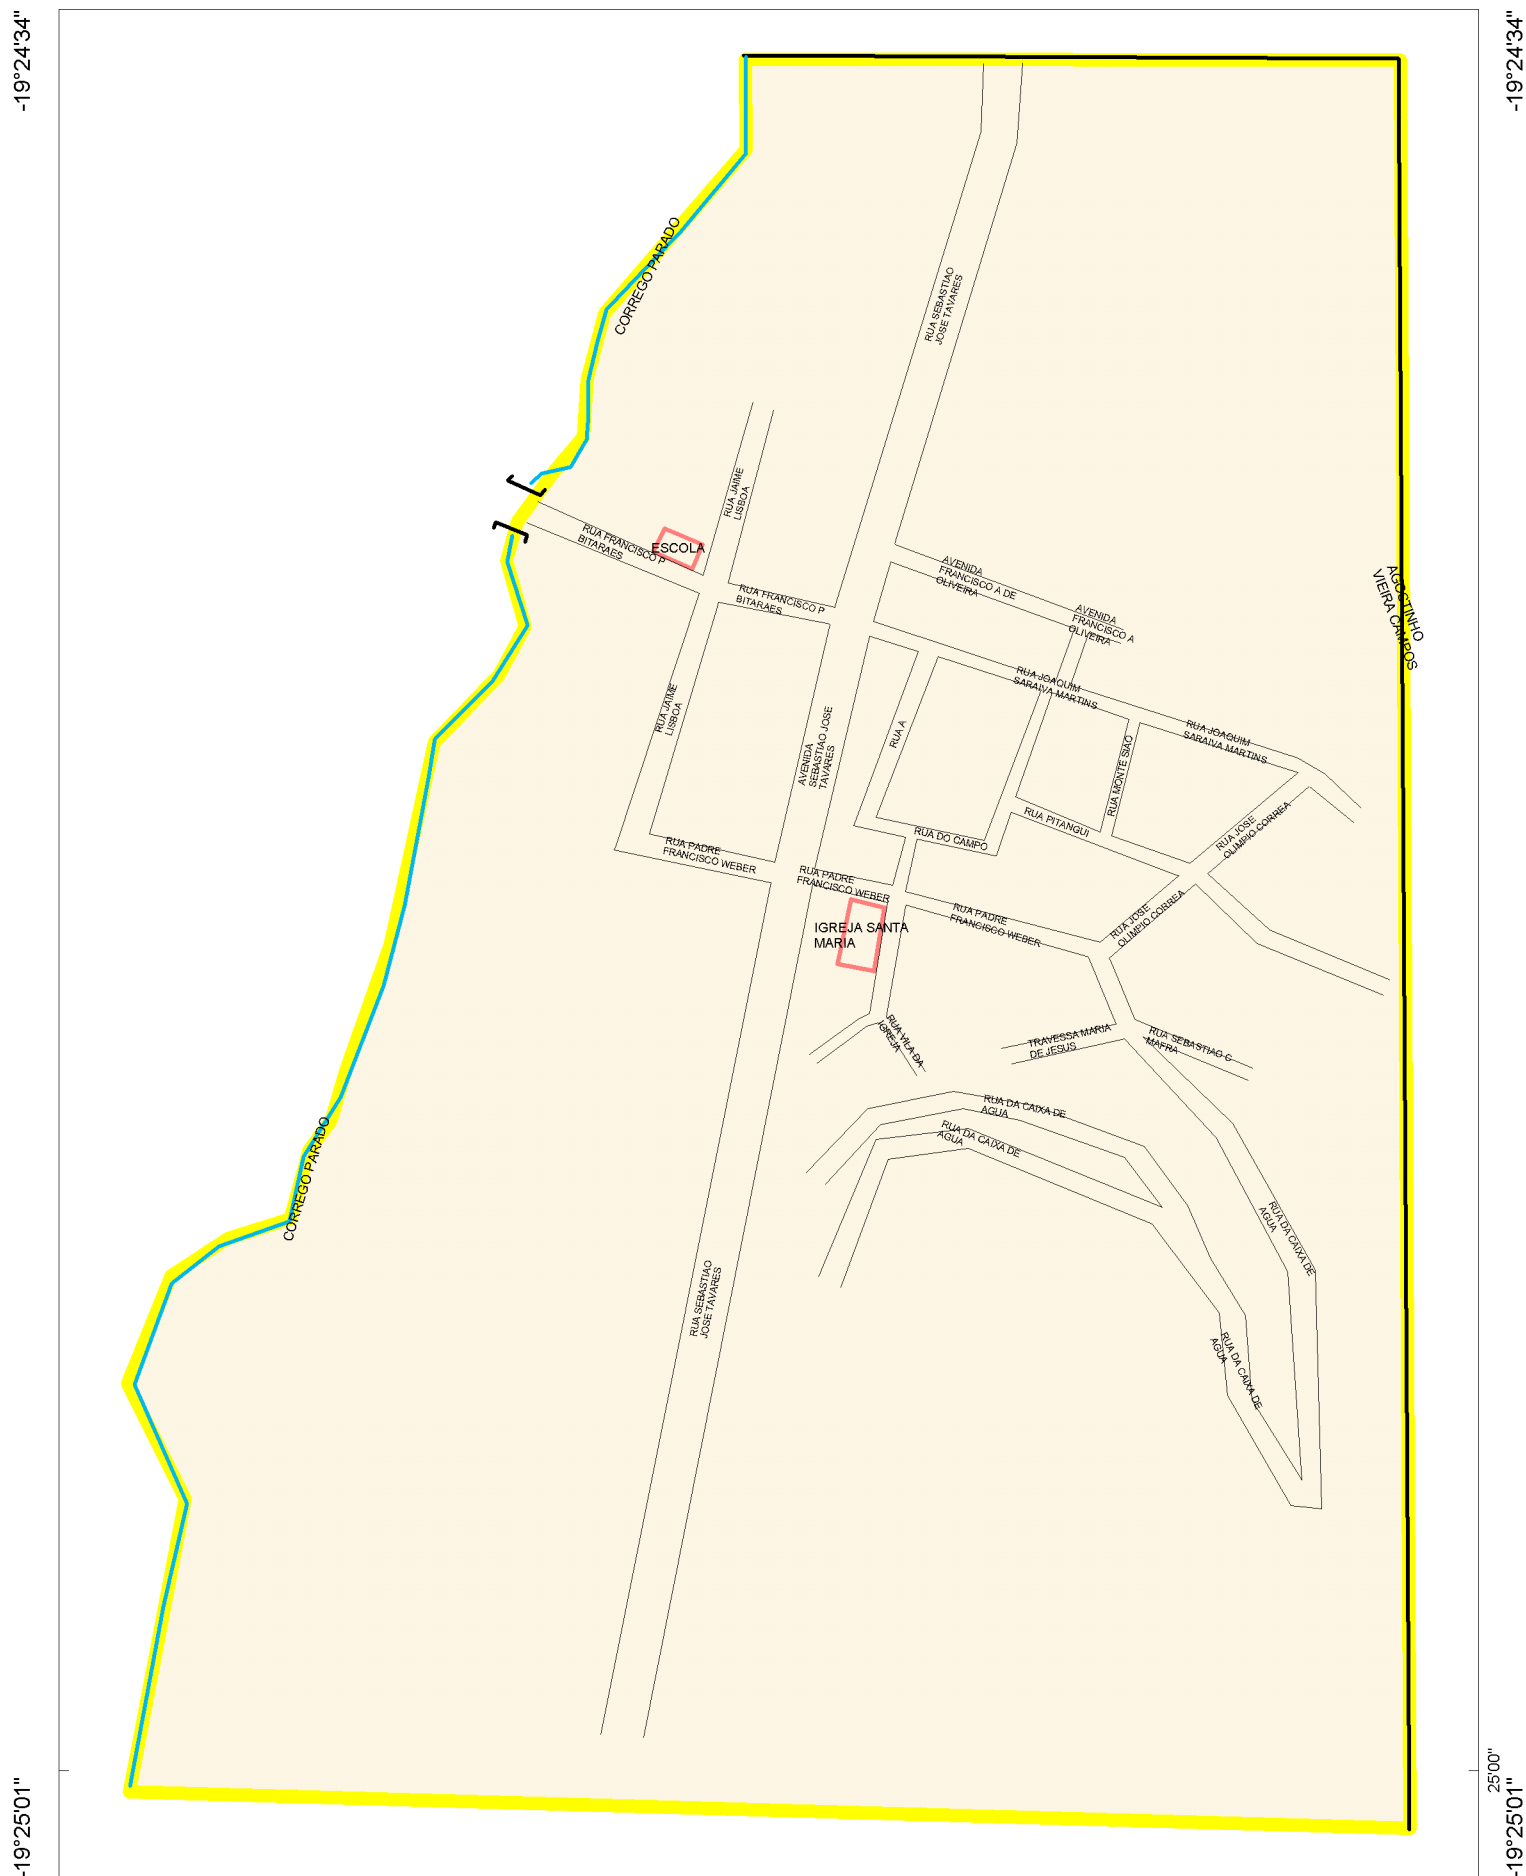 -19°24'34"
-19°24'34"
CORREGO PARADO
RUA SEBASTIAO
JOSE TAVARES
RUA JAIME
LISBOA
RUA FRANCISCO P
BITARAES
ESCOLA
RUA FRANCISCO P
BITARAES
AVENIDA
FRANCISCO A DE
OLIVEIRA
AVENIDA
FRANCISCO A
OLIVEIRA
AGOCTINHO
VIEIRA CAMPOS
RUA JAIME
LISBOA
AVENIDA
SEBASTIAO JOSE
TAVARES
RUA A
RUA JOAQUIM
SARAIVA MARTINS
RUA JOAQUIM
SARAIVA MARTINS
RUA MONTE SIAO
RUA PITANGUI
RUA DO CAMPO
RUA JOSE
OLIMPIO CORREA
RUA PADRE
FRANCISCO WEBER
RUA PADRE
FRANCISCO WEBER
RUA PADRE
FRANCISCO WEBER
RUA JOSE
OLIMPIO CORREA
IGREJA SANTA
MARIA
RUA VILA DA
IGREJA
TRAVESSA MARIA
DE JESUS
RUA SEBASTIAO C
MAFRA
RUA DA CAIXA DE
AGUA
RUA DA CAIXA DE
AGUA
CORREGO PARADO
RUA DA CAIXA DE
AGUA
RUA SEBASTIAO
JOSE TAVARES
RUA DA CAIXA DE
AGUA
25'00"
-19°25'01"
-19°25'01"